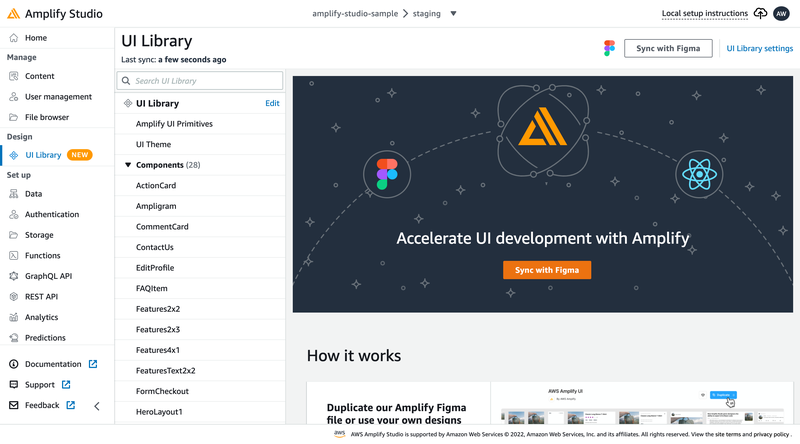 Amplify Studio
amplify-studio-sample > staging
Local setup instructions
AW
Home
Manage
Content
User management
File browser
Design
UI Library NEW
Set up
Data
Authentication
Storage
Functions
GraphQL API
REST API
Analytics
Predictions
Documentation
Support
Feedback
UI Library
Last sync: a few seconds ago
Sync with Figma
UI Library settings
Search UI Library
UI Library Edit
Amplify UI Primitives
UI Theme
Components (28)
ActionCard
Ampligram
CommentCard
ContactUs
EditProfile
FAQItem
Features2x2
Features2x3
Features4x1
FeaturesText2x2
FormCheckout
HeroLayout1
Accelerate UI development with Amplify
Sync with Figma
How it works
Duplicate our Amplify Figma
file or use your own designs
AWS Amplify UI
aws AWS Amplify Studio is supported by Amazon Web Services © 2022, Amazon Web Services, Inc. and its affiliates. All rights reserved. View the site terms and privacy policy .